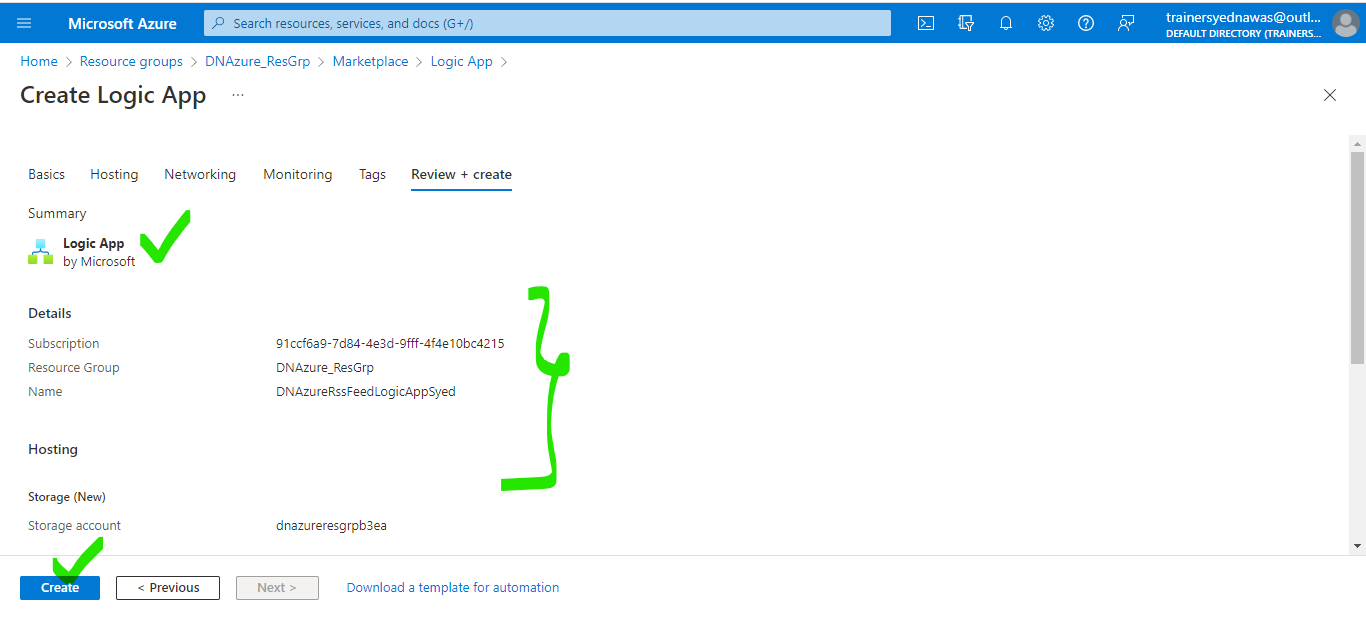 Microsoft Azure
Search resources, services, and docs (G+/)
trainersyednawas@outl...
DEFAULT DIRECTORY (TRAINERS...
Home > Resource groups > DNAzure_ResGrp > Marketplace > Logic App >
Create Logic App ...
Basics Hosting Networking Monitoring Tags Review + create
Summary
Logic App
by Microsoft
Details
Subscription 91ccf6a9-7d84-4e3d-9fff-4f4e10bc4215
Resource Group DNAzure_ResGrp
Name DNAzureRssFeedLogicAppSyed
Hosting
Storage (New)
Storage account dnazureresgrpb3ea
Create < Previous Next > Download a template for automation